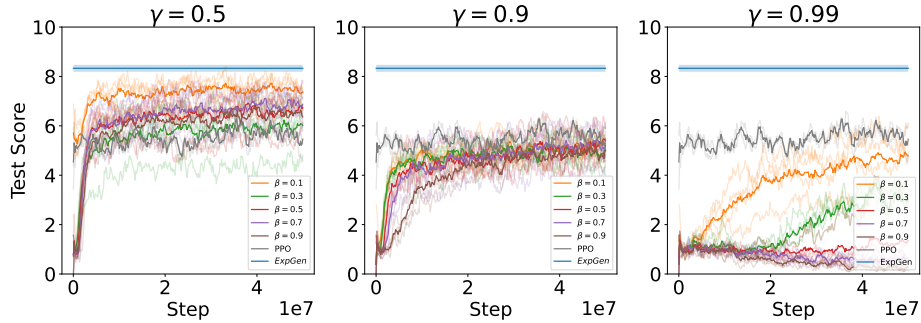 γ = 0.5
γ = 0.9
γ = 0.99
Test Score
10
8
6
4
2
0
β = 0.1
β = 0.3
β = 0.5
β = 0.7
β = 0.9
PPO
ExpGen
0
2
4
1e7
Step
10
8
6
4
2
0
β = 0.1
β = 0.3
β = 0.5
β = 0.7
β = 0.9
PPO
ExpGen
0
2
4
1e7
Step
10
8
6
4
2
0
β = 0.1
β = 0.3
β = 0.5
β = 0.7
β = 0.9
PPO
ExpGen
0
2
4
1e7
Step